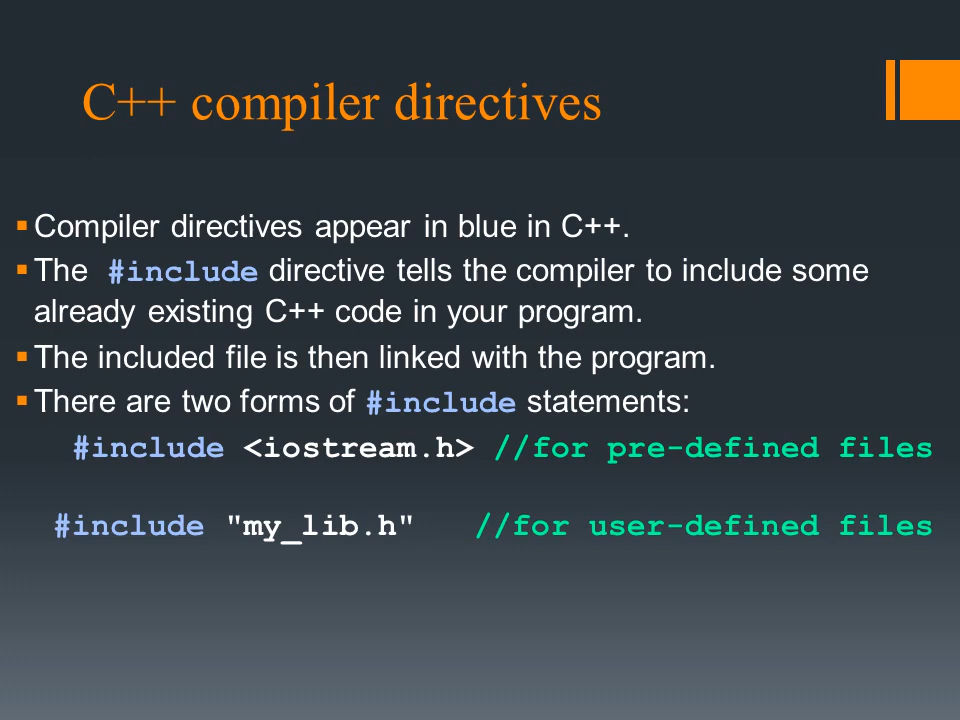 C++ compiler directives
▪ Compiler directives appear in blue in C++.
▪ The #include directive tells the compiler to include some
already existing C++ code in your program.
▪ The included file is then linked with the program.
▪ There are two forms of #include statements:
#include <iostream.h> //for pre-defined files
#include "my_lib.h" //for user-defined files